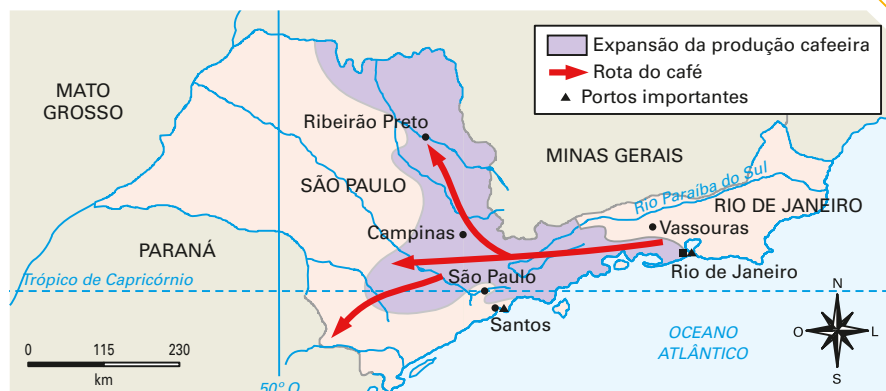 Expansão da produção cafeeira
Rota do café
Portos importantes
MATO
GROSSO
Ribeirão Preto
MINAS GERAIS
SÃO PAULO
Rio Paraíba do Sul
RIO DE JANEIRO
Vassouras
Campinas
PARANÁ
Rio de Janeiro
Trópico de Capricórnio
São Paulo
Santos
OCEANO
ATLÂNTICO
N
O
L
S
0 115 230
km
50° O